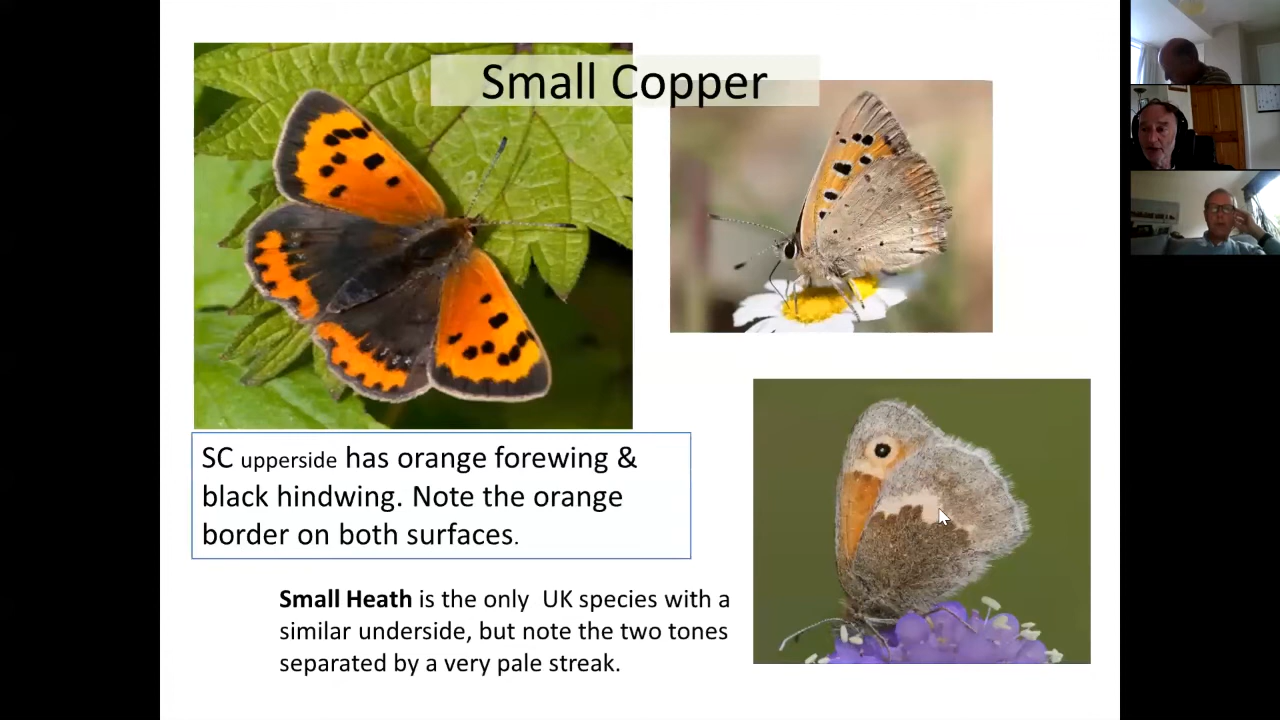 Small Copper
SC upperside has orange forewing &
black hindwing. Note the orange
border on both surfaces.
Small Heath is the only  UK species with a
similar underside, but note the two tones
separated by a very pale streak.